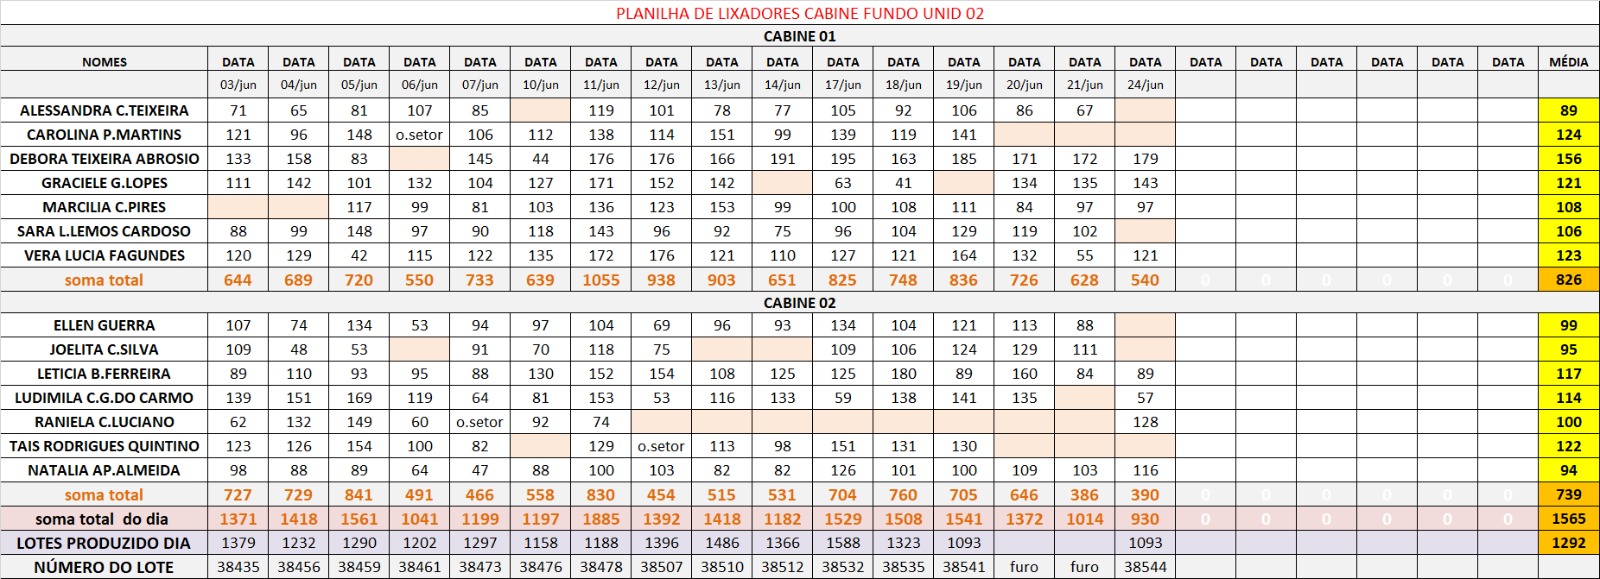 PLANILHA DE LIXADORES CABINE FUNDO UNID 02
CABINE 01
NOMES DATA DATA DATA DATA DATA DATA DATA DATA DATA DATA DATA DATA DATA DATA DATA DATA DATA DATA DATA DATA DATA DATA MÉDIA
03/jun 04/jun 05/jun 06/jun 07/jun 10/jun 11/jun 12/jun 13/jun 14/jun 17/jun 18/jun 19/jun 20/jun 21/jun 24/jun
ALESSANDRA C.TEIXEIRA 71 65 81 107 85 119 101 78 77 105 92 106 86 67 89
CAROLINA P.MARTINS 121 96 148 o.setor 106 112 138 114 151 99 139 119 141 124
DEBORA TEIXEIRA ABROSIO 133 158 83 145 44 176 176 166 191 195 163 185 171 172 179 156
GRACIELE G.LOPES 111 142 101 132 104 127 171 152 142 63 41 134 135 143 121
MARCILIA C.PIRES 117 99 81 103 136 123 153 99 100 108 111 84 97 97 108
SARA L.LEMOS CARDOSO 88 99 148 97 90 118 143 96 92 75 96 104 129 119 102 106
VERA LUCIA FAGUNDES 120 129 42 115 122 135 172 176 121 110 127 121 164 132 55 121 123
soma total 644 689 720 550 733 639 1055 938 903 651 825 748 836 726 628 540 0 0 0 0 0 0 826
CABINE 02
ELLEN GUERRA 107 74 134 53 94 97 104 69 96 93 134 104 121 113 88 99
JOELITA C.SILVA 109 48 53 91 70 118 75 109 106 124 129 111 95
LETICIA B.FERREIRA 89 110 93 95 88 130 152 154 108 125 125 180 89 160 84 89 117
LUDIMILA C.G.DO CARMO 139 151 169 119 64 81 153 53 116 133 59 138 141 135 57 114
RANIELA C.LUCIANO 62 132 149 60 o.setor 92 74 128 100
TAIS RODRIGUES QUINTINO 123 126 154 100 82 129 o.setor 113 98 151 131 130 122
NATALIA AP.ALMEIDA 98 88 89 64 47 88 100 103 82 82 126 101 100 109 103 116 94
soma total 727 729 841 491 466 558 830 454 515 531 704 760 705 646 386 390 0 0 0 0 0 0 739
soma total do dia 1371 1418 1561 1041 1199 1197 1885 1392 1418 1182 1529 1508 1541 1372 1014 930 0 0 0 0 0 0 1565
LOTES PRODUZIDO DIA 1379 1232 1290 1202 1297 1158 1188 1396 1486 1366 1588 1323 1093 1093 1292
NÚMERO DO LOTE 38435 38456 38459 38461 38473 38476 38478 38507 38510 38512 38532 38535 38541 furo furo 38544